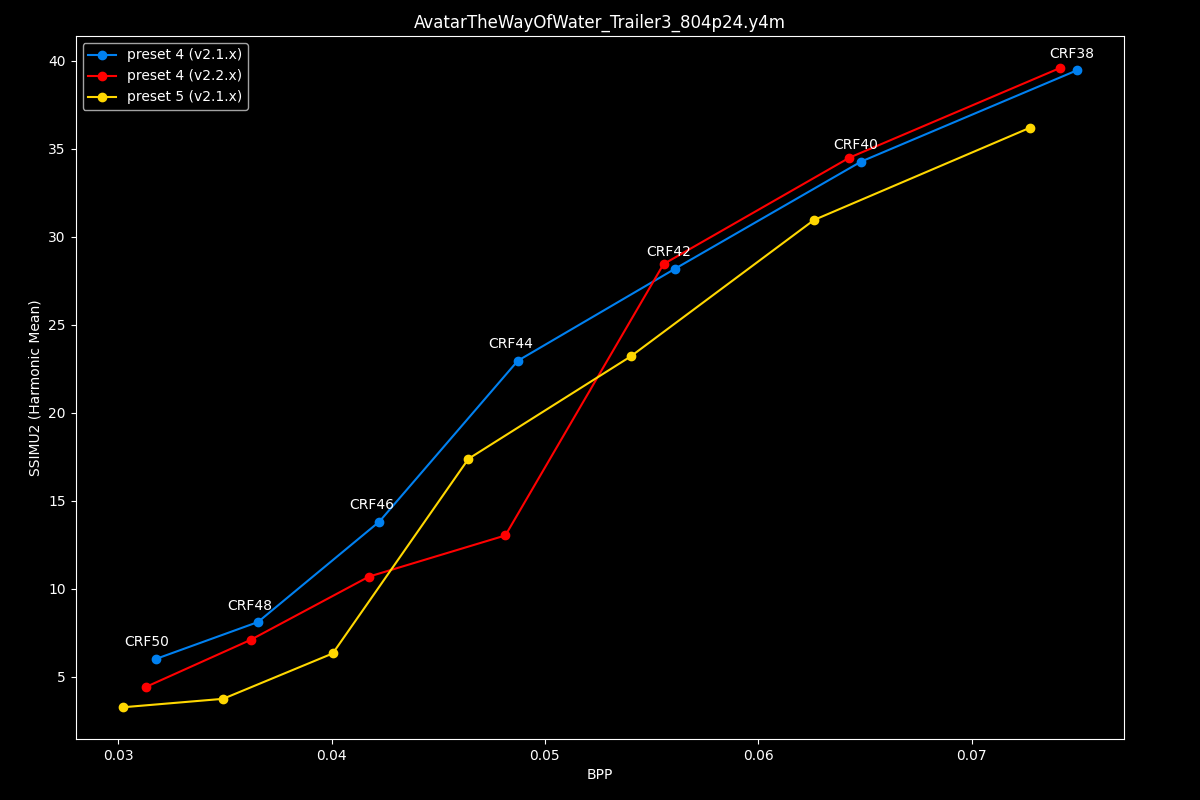 AvatarTheWayOfWater_Trailer3_804p24.y4m
preset 4 (v2.1.x)
preset 4 (v2.2.x)
preset 5 (v2.1.x)
CRF38
CRF40
CRF42
CRF44
CRF46
CRF48
CRF50
40
35
30
25
20
15
10
5
SSIMU2 (Harmonic Mean)
0.03 0.04 0.05 0.06 0.07
BPP